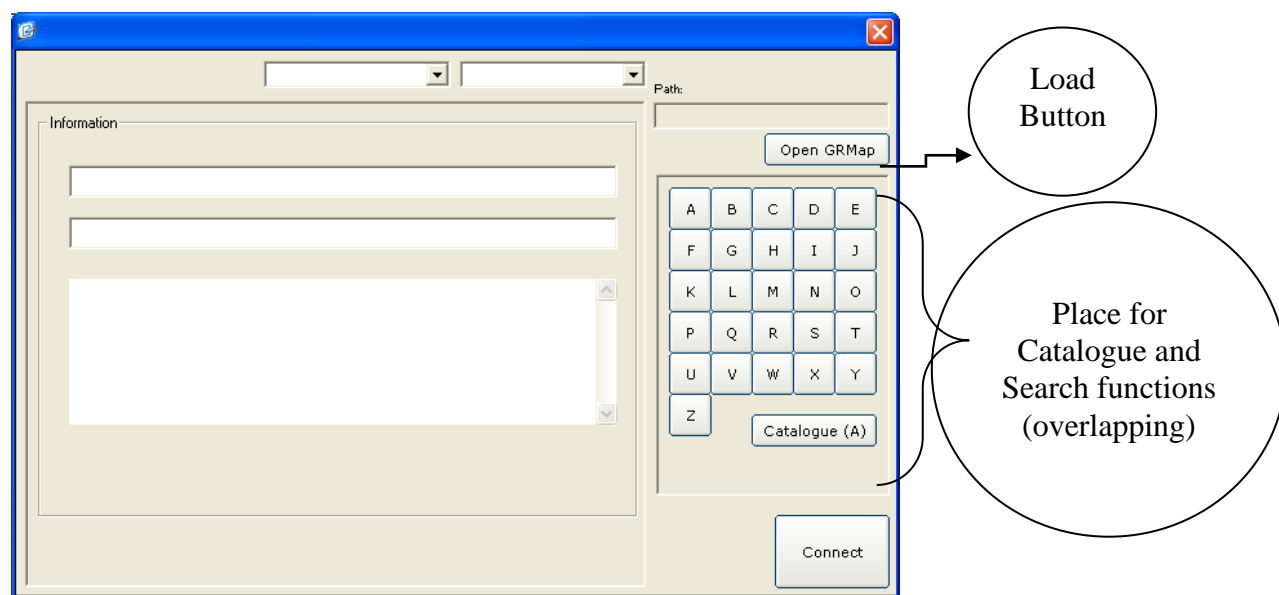 Path:
Information
Open GRMap
A B C D E
F G H I J
K L M N O
P Q R S T
U V W X Y
Z
Catalogue (A)
Connect
Load
Button
Place for
Catalogue and
Search functions
(overlapping)